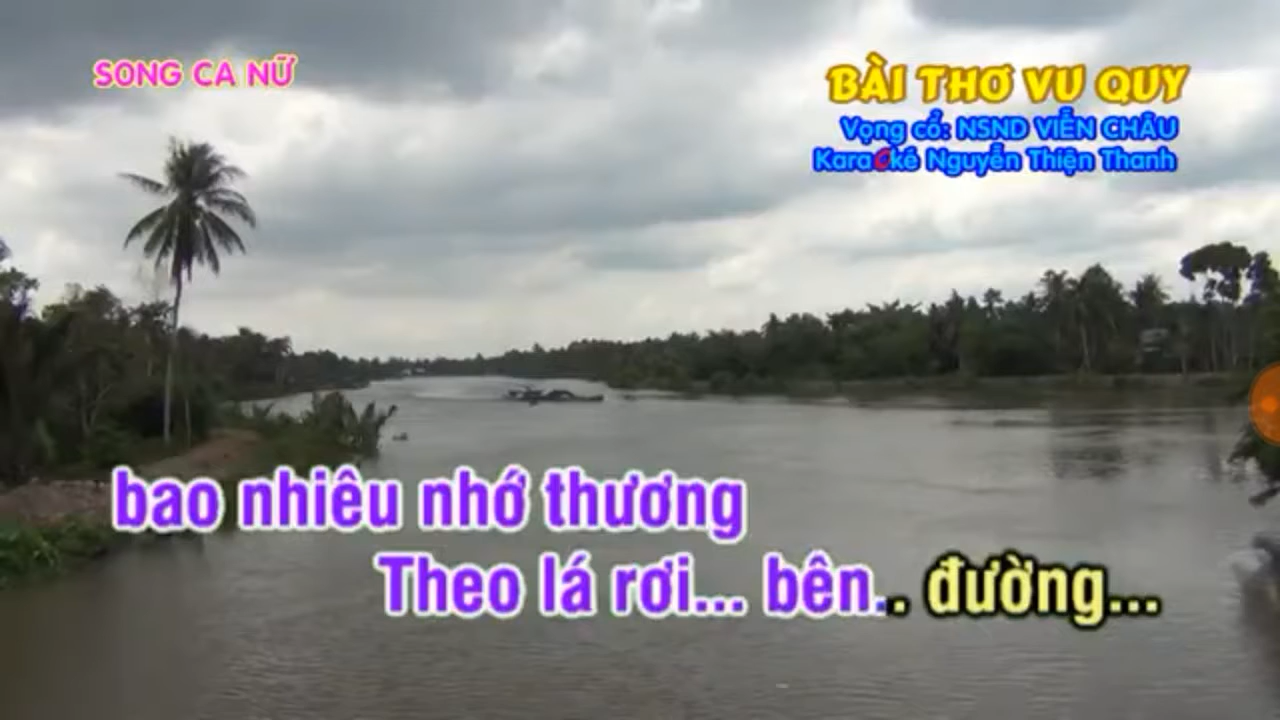 SONG CA NỮ
BÀI THƠ VU QUY
Vọng cổ: NSND VIỄN CHÂU
KaraOké Nguyễn Thiện Thanh
bao nhiêu nhớ thương
Theo lá rơi... bên.. đường...